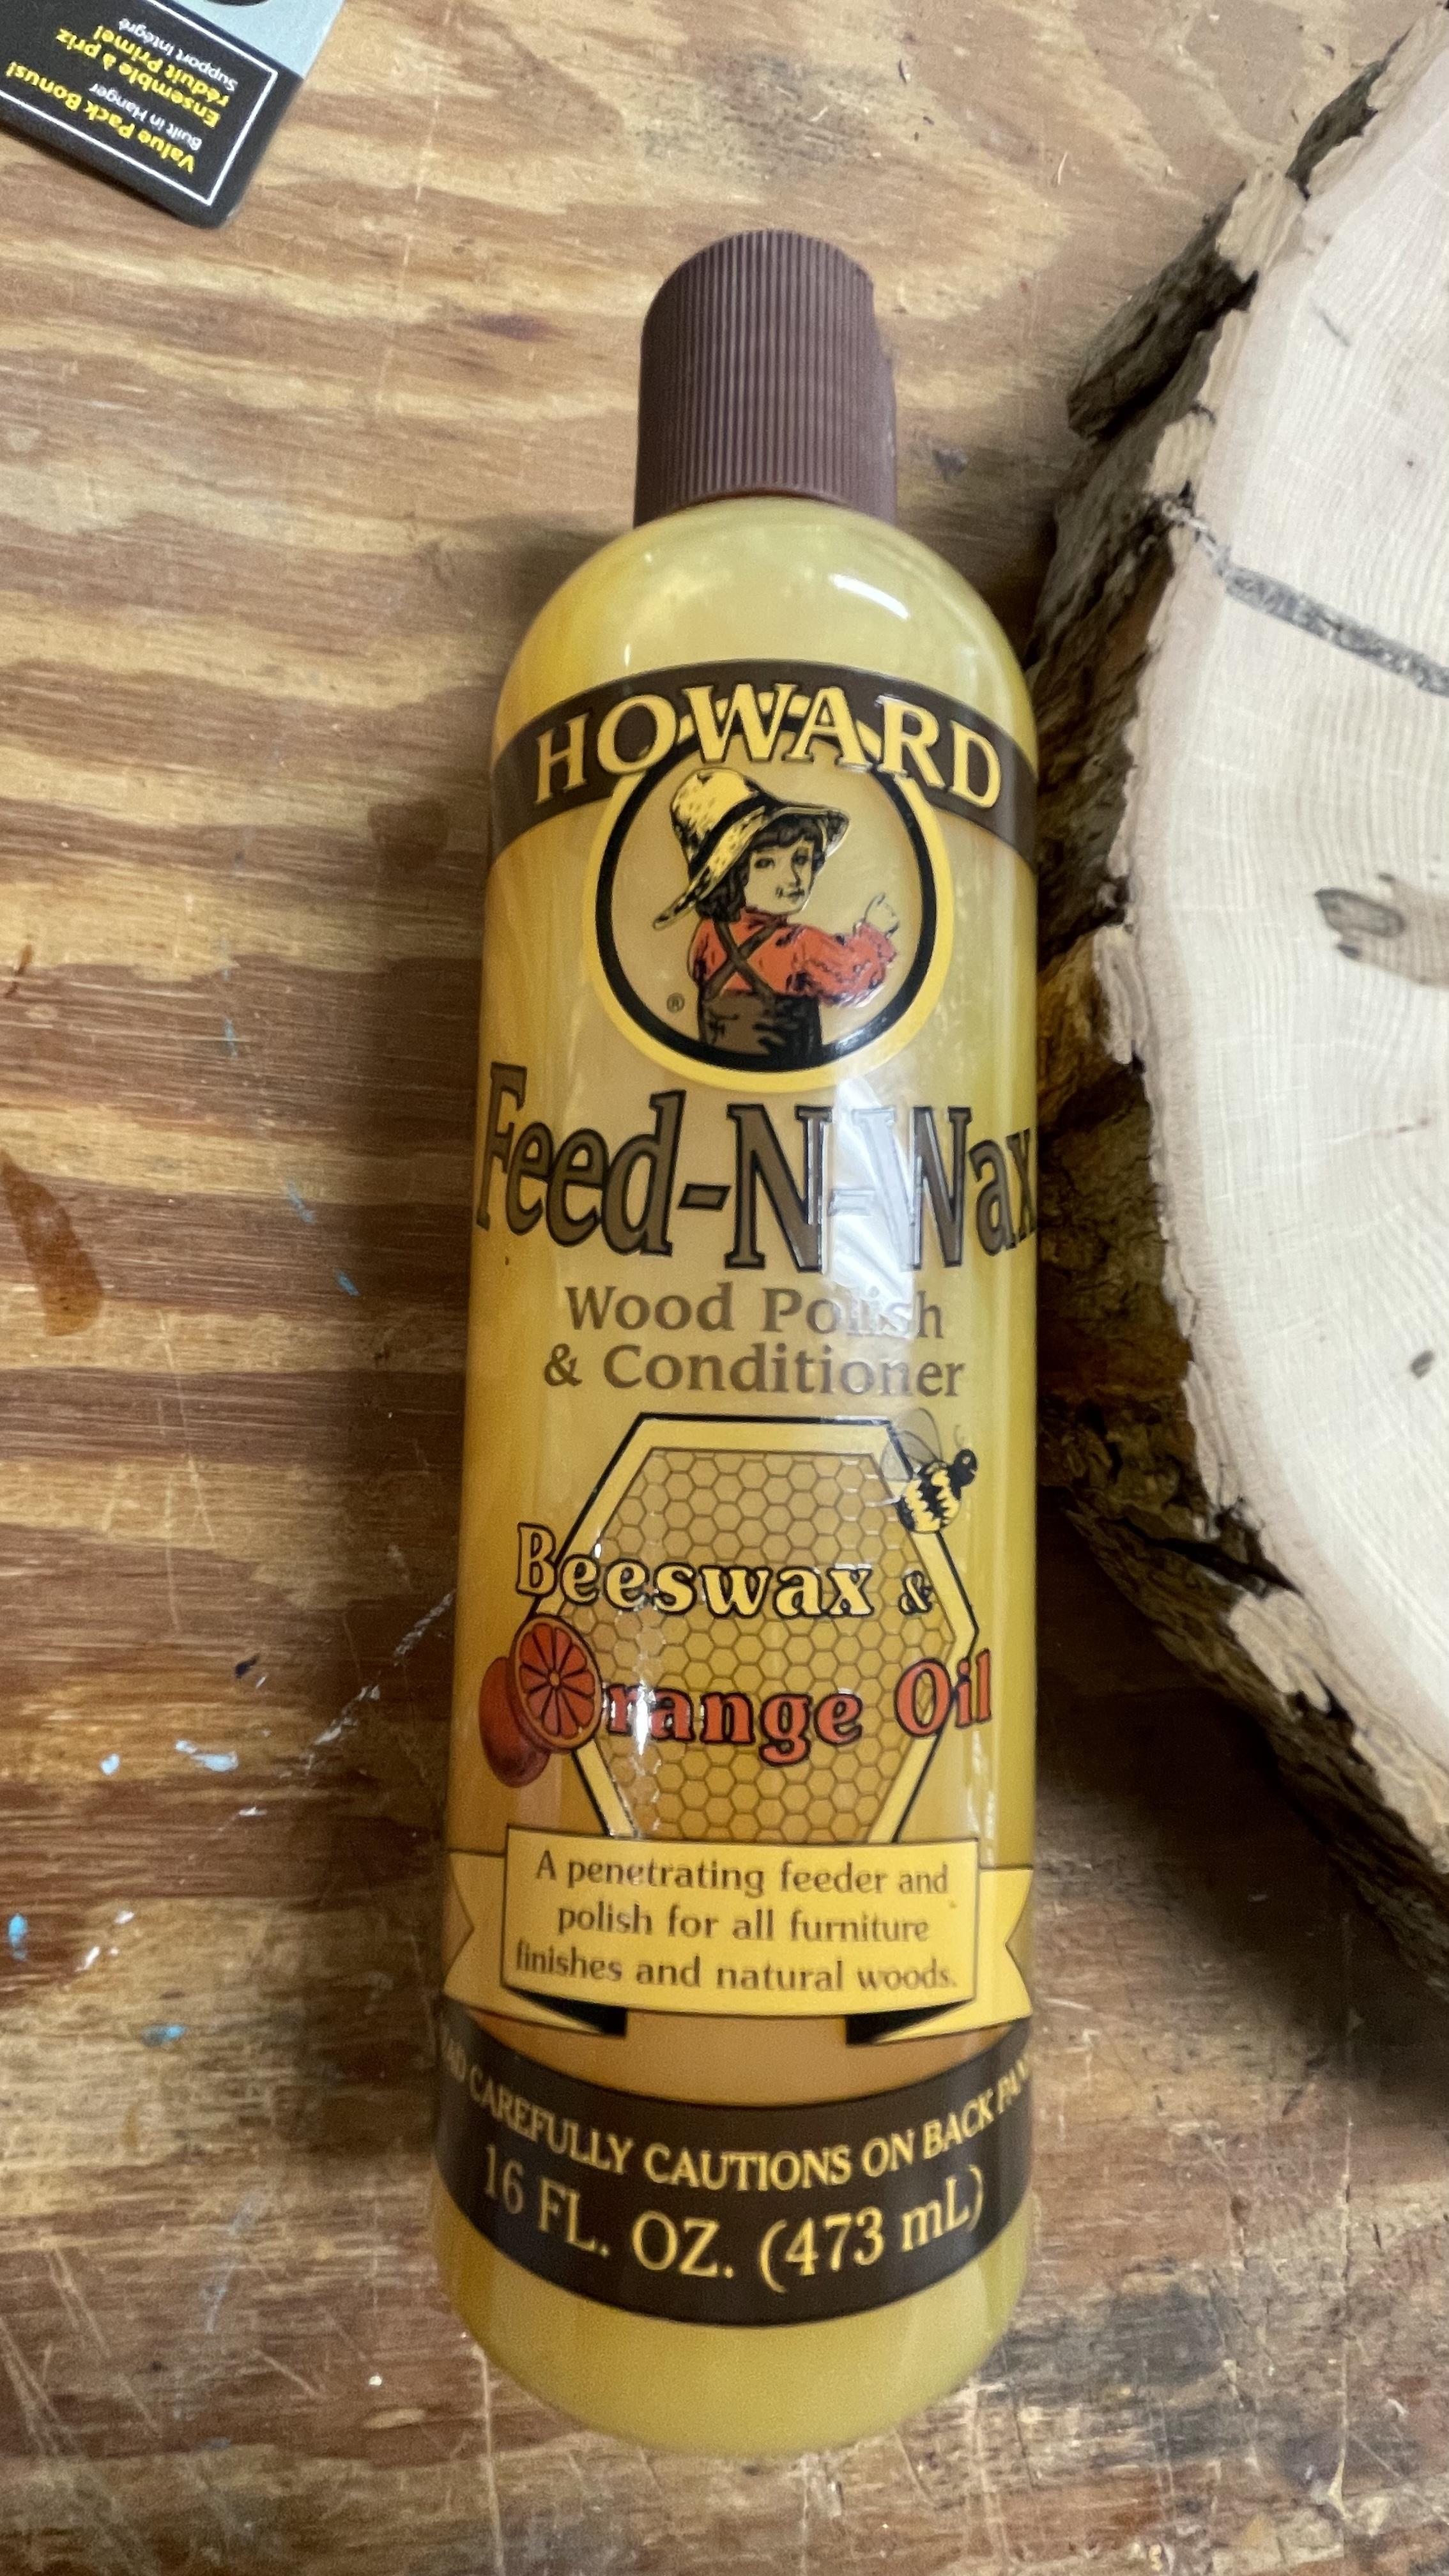 Value Pack Bonus!
Built in Hanger
Ensemble à prix
réduit Prime!
Support intégré
HOWARD
®
Feed-N-Wax
Wood Polish
& Conditioner
Beeswax &
Orange Oil
A penetrating feeder and
polish for all furniture
finishes and natural woods.
CAREFULLY CAUTIONS ON BACK
16 FL. OZ. (473 mL)